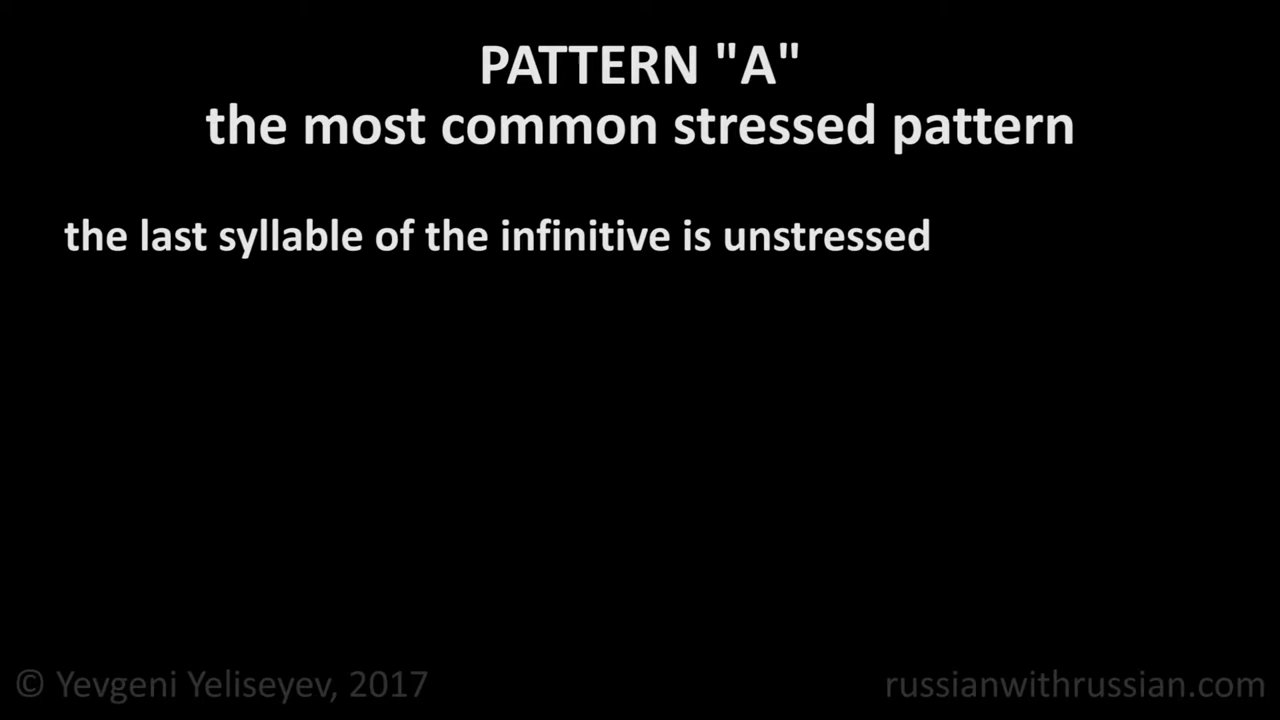 PATTERN "A"
the most common stressed pattern
the last syllable of the infinitive is unstressed
© Yevgeni Yeliseyev, 2017
russianwithrussian.com